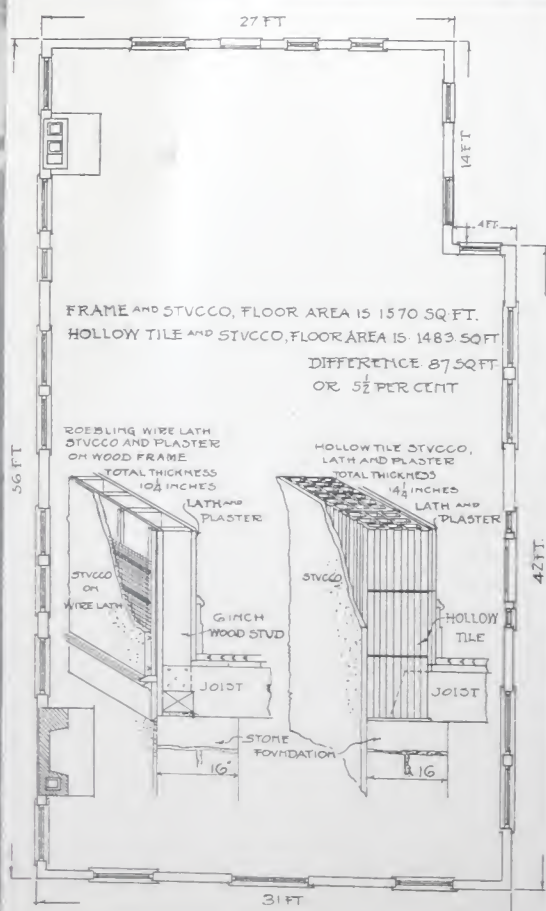 27 FT
14 FT
4 FT.
FRAME AND STVCCO, FLOOR AREA IS 1570 SQ. FT.
HOLLOW TILE AND STVCCO, FLOOR AREA IS 1483 SQ FT
DIFFERENCE 87 SQ FT
OR 5½ PER CENT
56 FT
ROEBLING WIRE LATH
STVCCO AND PLASTER
ON WOOD FRAME
TOTAL THICKNESS
10¼ INCHES
LATH AND
PLASTER
STVCCO
ON
WIRE LATH
6 INCH
WOOD STUD
JOIST
HOLLOW TILE STVCCO,
LATH AND PLASTER
TOTAL THICKNESS
14¼ INCHES
LATH AND
PLASTER
STVCCO
HOLLOW
TILE
JOIST
42 FT
STONE
FOVNDATION
16"
16
31 FT